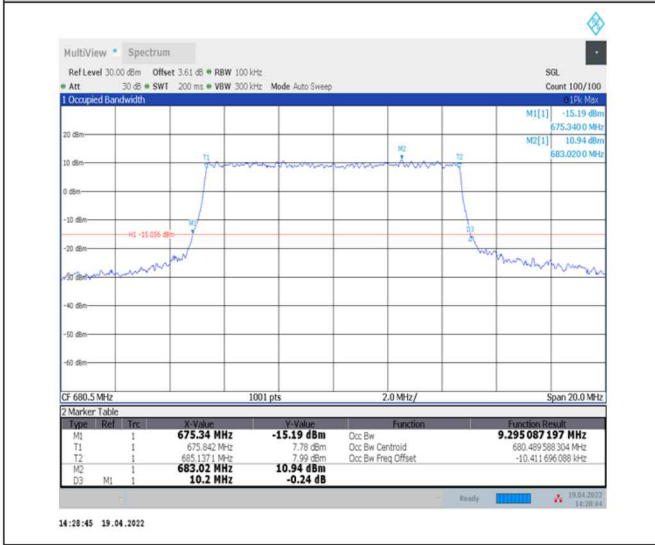 MultiView Spectrum
Ref Level 30.00 dBm Offset 3.61 dB RBW 100 kHz SGL
Att 30 dB SWT 200 ms VBW 300 kHz Mode Auto Sweep Count 100/100
1 Occupied Bandwidth 1Pk Max
M1[1] -15.19 dBm
675.3400 MHz
M2[1] 10.94 dBm
683.0200 MHz
20 dBm
M2
T1 T2
10 dBm
0 dBm
-10 dBm
M1
D3
H1 -15.056 dBm
-20 dBm
-30 dBm
-40 dBm
-50 dBm
-60 dBm
CF 680.5 MHz 1001 pts 2.0 MHz/ Span 20.0 MHz
2 Marker Table
Type Ref Trc X-Value Y-Value Function Function Result
M1 1 675.34 MHz -15.19 dBm Occ Bw 9.295 087 197 MHz
T1 1 675.842 MHz 7.78 dBm Occ Bw Centroid 680.489 588 304 MHz
T2 1 685.1371 MHz 7.99 dBm Occ Bw Freq Offset -10.411 696 088 kHz
M2 1 683.02 MHz 10.94 dBm
D3 M1 1 10.2 MHz -0.24 dB
Ready 19.04.2022
14:28:44
14:28:45 19.04.2022